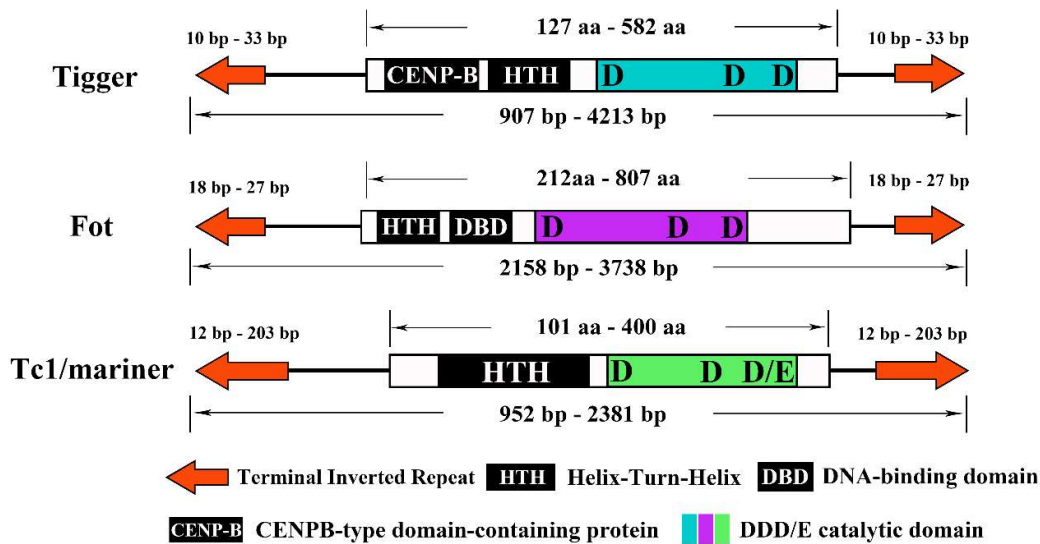 127 aa - 582 aa
10 bp - 33 bp 10 bp - 33 bp
Tigger CENP-B HTH D D D
907 bp - 4213 bp
212aa - 807 aa
18 bp - 27 bp 18 bp - 27 bp
Fot HTH DBD D D D
2158 bp - 3738 bp
101 aa - 400 aa
12 bp - 203 bp 12 bp - 203 bp
Tc1/mariner HTH D D D/E
952 bp - 2381 bp
Terminal Inverted Repeat HTH Helix-Turn-Helix DBD DNA-binding domain
CENP-B CENPB-type domain-containing protein DDD/E catalytic domain